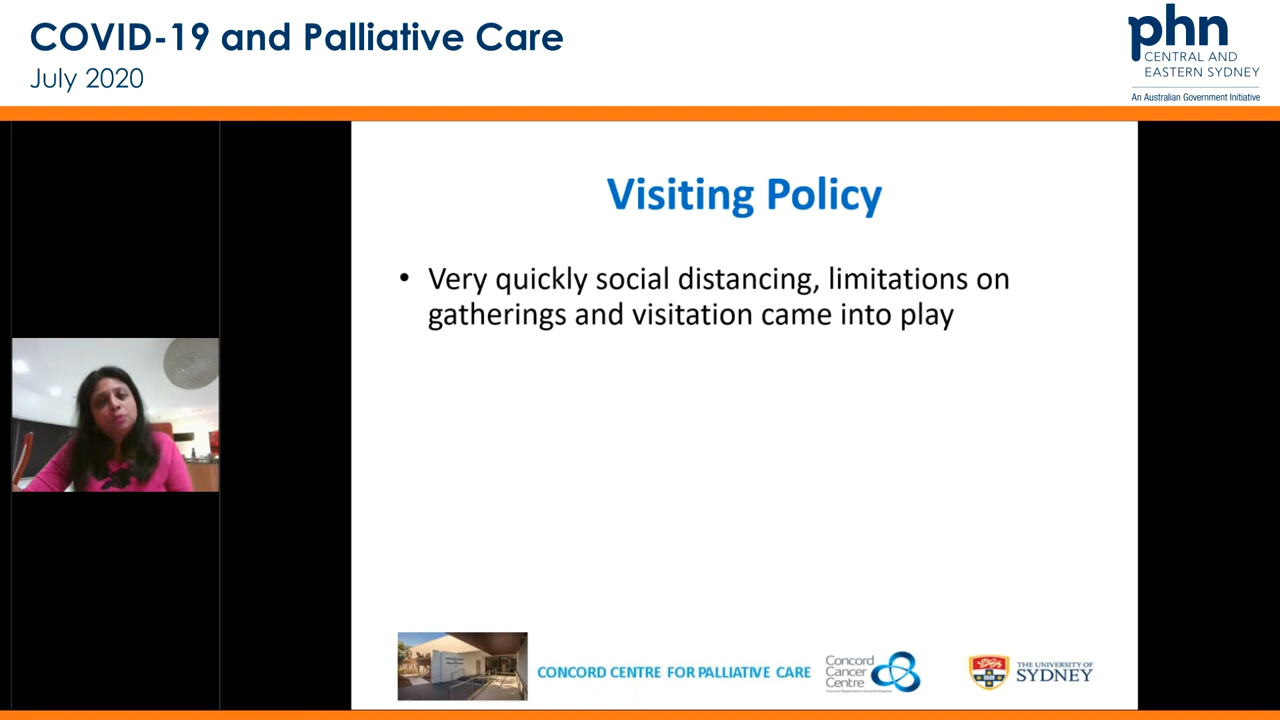 COVID-19 and Palliative Care
July 2020
phn
CENTRAL AND
EASTERN SYDNEY
An Australian Government Initiative
Visiting Policy
• Very quickly social distancing, limitations on
gatherings and visitation came into play
CONCORD CENTRE FOR PALLIATIVE CARE
Concord
Cancer
Centre
THE UNIVERSITY OF
SYDNEY